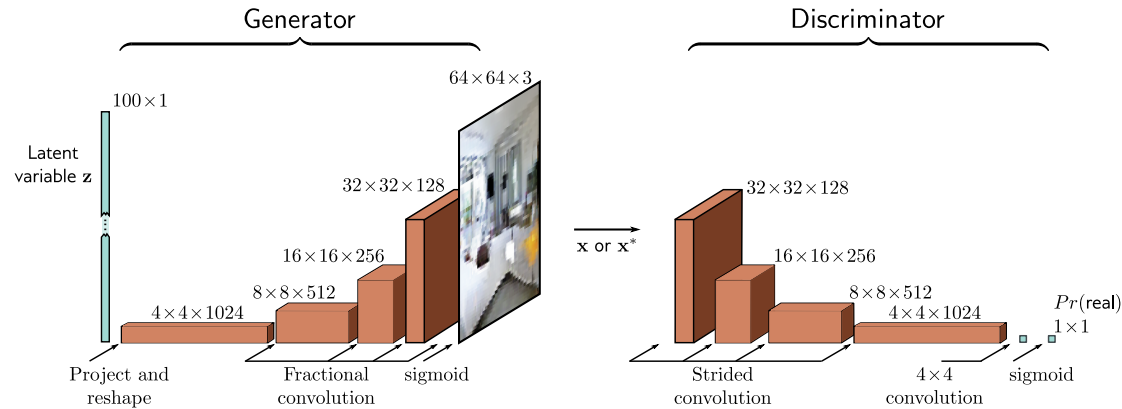 Generator
Discriminator
100×1
Latent
variable z
4×4×1024
8×8×512
16×16×256
32×32×128
64×64×3
Project and
reshape
Fractional
convolution
sigmoid
x or x*
32×32×128
16×16×256
8×8×512
4×4×1024
Pr(real)
1×1
Strided
convolution
4×4
convolution
sigmoid